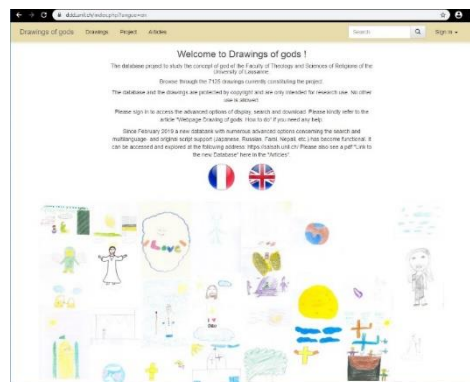 ddd.unil.ch/index.php?langue=en
Drawings of gods Drawings Project Articles Search Sign in
Welcome to Drawings of gods !
The database project to study the concept of god of the Faculty of Theology and Sciences of Religions of the
University of Lausanne.
Browse through the 7125 drawings currently constituting the project.
The database and the drawings are protected by copyright and are only intended for research use. No other
use is allowed.
Please sign in to access the advanced options of display, search and download. Please kindly refer to the
article "Webpage Drawing of gods. How to do" if you need any help.
Since February 2019 a new database with numerous advanced options concerning the search and
multilanguage- and original script support (Japanese, Russian, Farsi, Nepali, etc.) has become functional. It
can be accessed and explored at the following address: https://salsah.unil.ch/ Please also see a pdf "Link to
the new Database" here in the "Articles".
Love